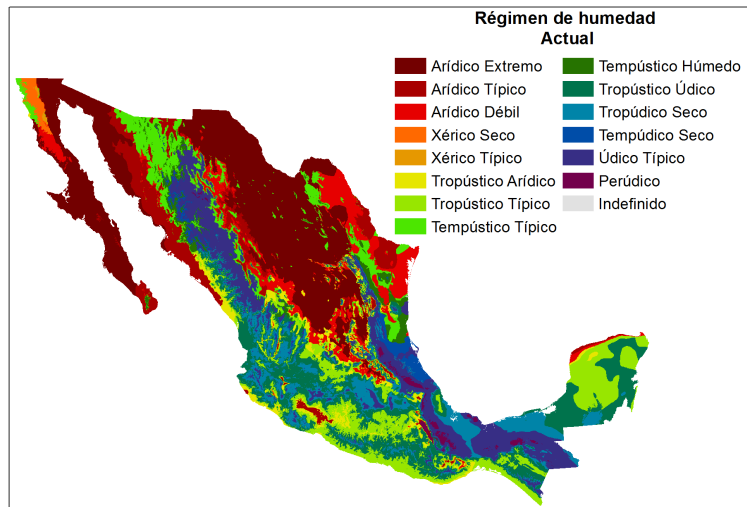 Régimen de humedad
Actual
Arídico Extremo
Arídico Típico
Arídico Débil
Xérico Seco
Xérico Típico
Tropústico Arídico
Tropústico Típico
Tempústico Típico
Tempústico Húmedo
Tropústico Údico
Tropúdico Seco
Tempúdico Seco
Údico Típico
Perúdico
Indefinido